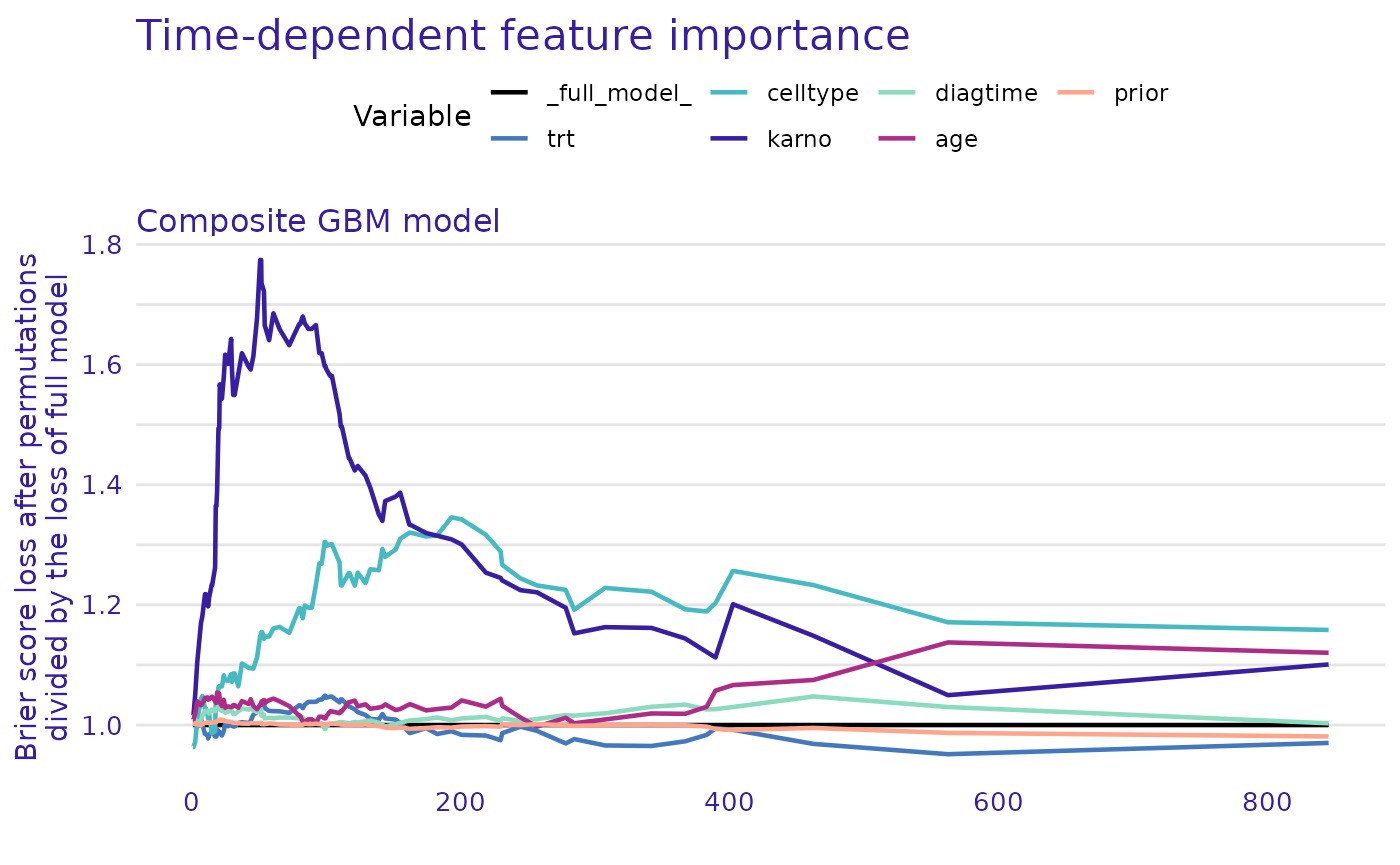 Time-dependent feature importance
Variable
_full_model_ celltype diagtime prior
trt karno age
Composite GBM model
Brier score loss after permutations
divided by the loss of full model
1.8
1.6
1.4
1.2
1.0
0 200 400 600 800